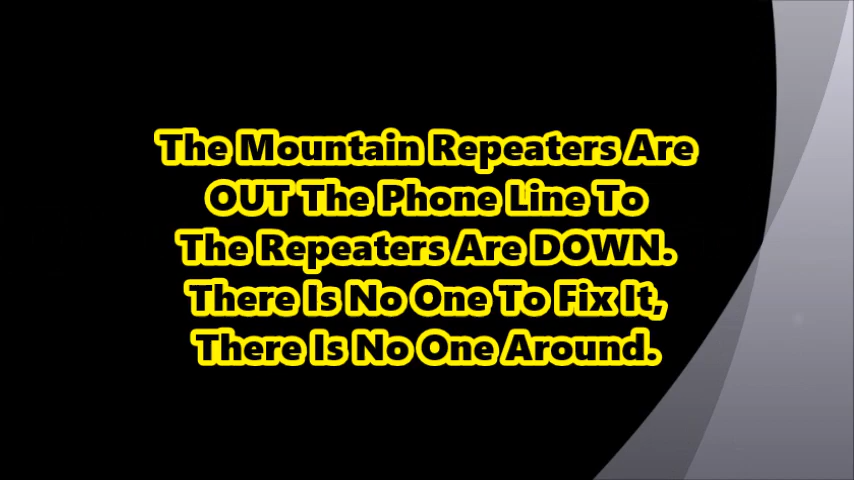 The Mountain Repeaters Are
OUT The Phone Line To
The Repeaters Are DOWN.
There Is No One To Fix It,
There Is No One Around.